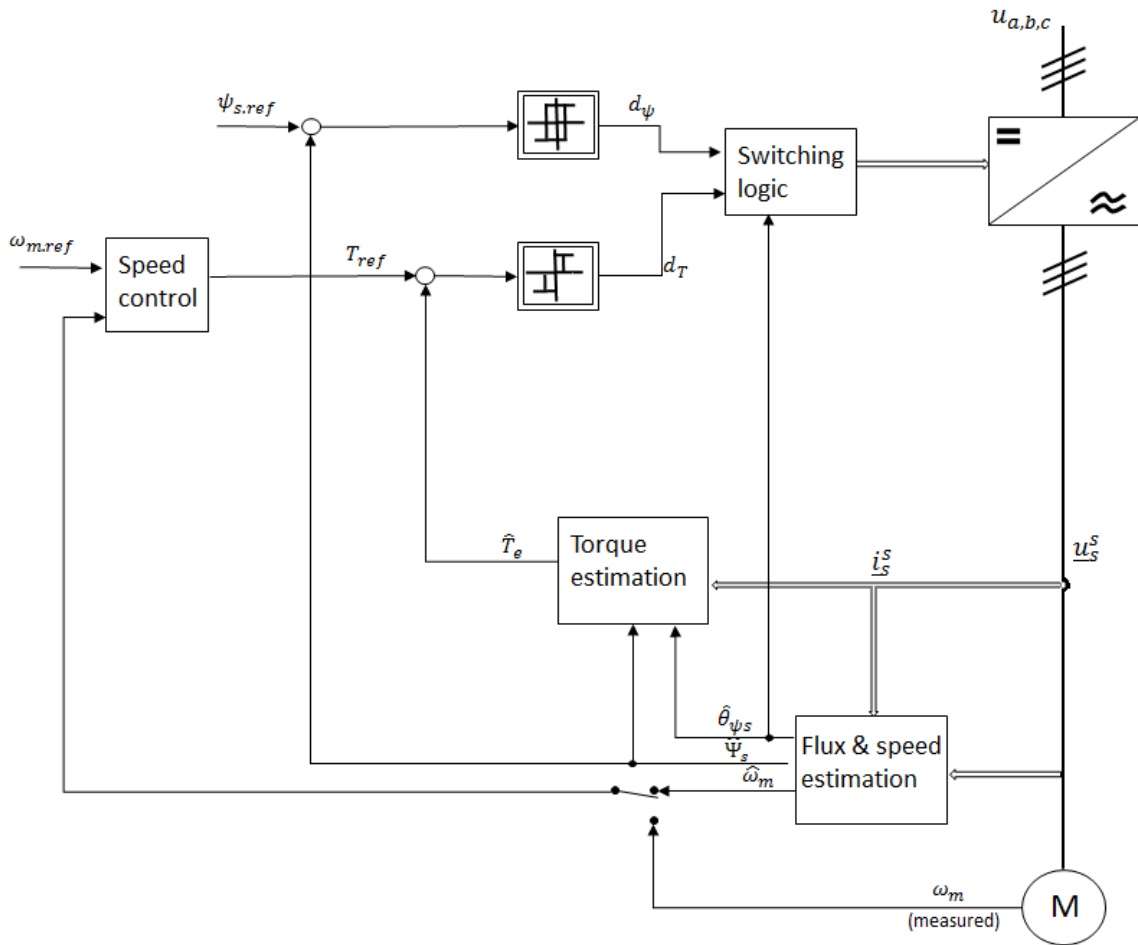 u_{a,b,c}
ψ_{s.ref}
d_ψ
Switching
logic
ω_{m.ref}
Speed
control
T_{ref}
d_T
T̂_e
Torque
estimation
i_s^s
u_s^s
θ̂_{ψs}
Ψ̂_s
ω̂_m
Flux & speed
estimation
ω_m
(measured)
M